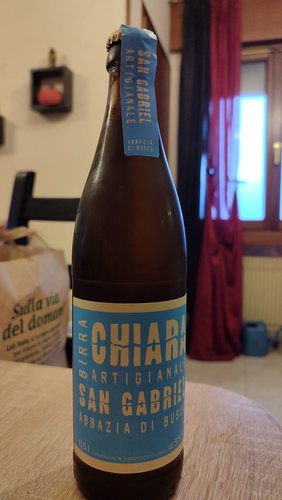 SAN GABRIEL
ARTIGIANALE
ABBAZIA
DI BUSCO
BIRRA
CHIARA
ARTIGIANALE
SAN GABRIEL
ABBAZIA DI BUSCO
Sulla via
del domani